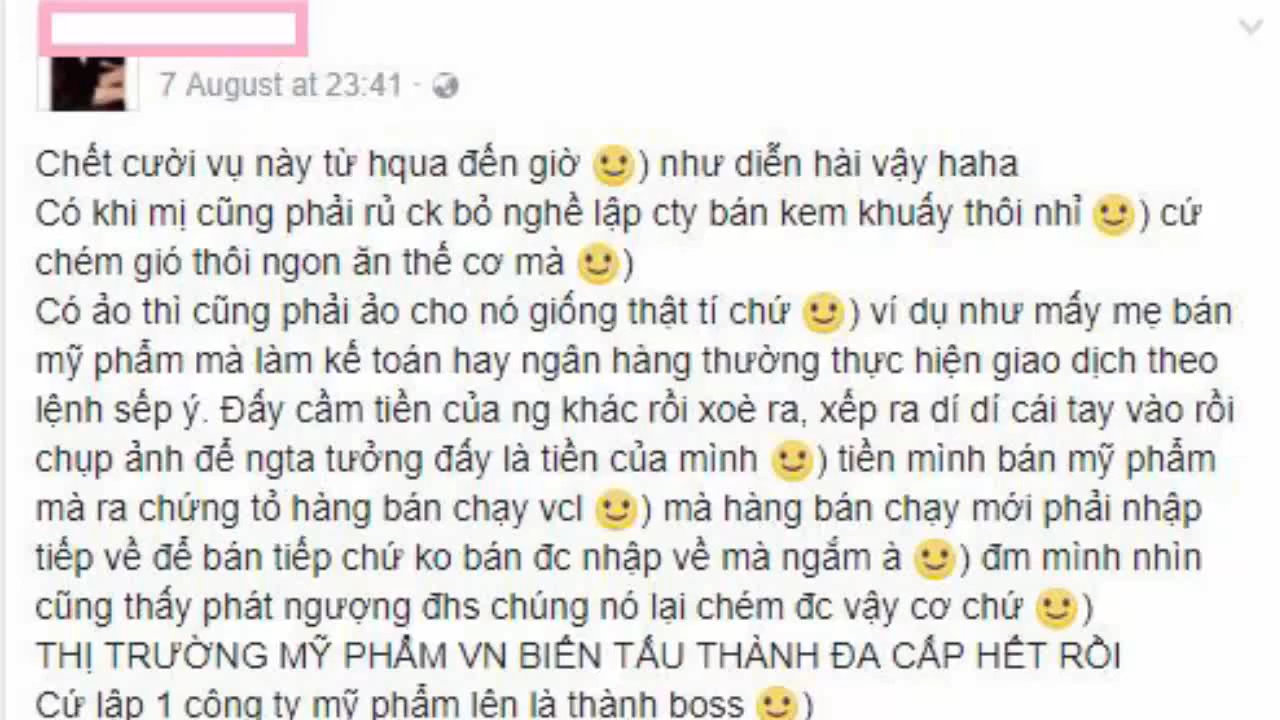 7 August at 23:41 ·
Chết cười vụ này từ hqua đến giờ 🙂) như diễn hài vậy haha
Có khi mị cũng phải rủ ck bỏ nghề lập cty bán kem khuấy thôi nhỉ 🙂) cứ
chém gió thôi ngon ăn thế cơ mà 🙂)
Có ảo thì cũng phải ảo cho nó giống thật tí chứ 🙂) ví dụ như mấy mẹ bán
mỹ phẩm mà làm kế toán hay ngân hàng thường thực hiện giao dịch theo
lệnh sếp ý. Đấy cầm tiền của ng khác rồi xoè ra, xếp ra dí dí cái tay vào rồi
chụp ảnh để ngta tưởng đấy là tiền của mình 🙂) tiền mình bán mỹ phẩm
mà ra chứng tỏ hàng bán chạy vcl 🙂) mà hàng bán chạy mới phải nhập
tiếp về để bán tiếp chứ ko bán đc nhập về mà ngắm à 🙂) đm mình nhìn
cũng thấy phát ngượng đhs chúng nó lại chém đc vậy cơ chứ 🙂)
THỊ TRƯỜNG MỸ PHẨM VN BIẾN TẤU THÀNH ĐA CẤP HẾT RỒI
Cứ lập 1 công ty mỹ phẩm lên là thành boss 🙂)